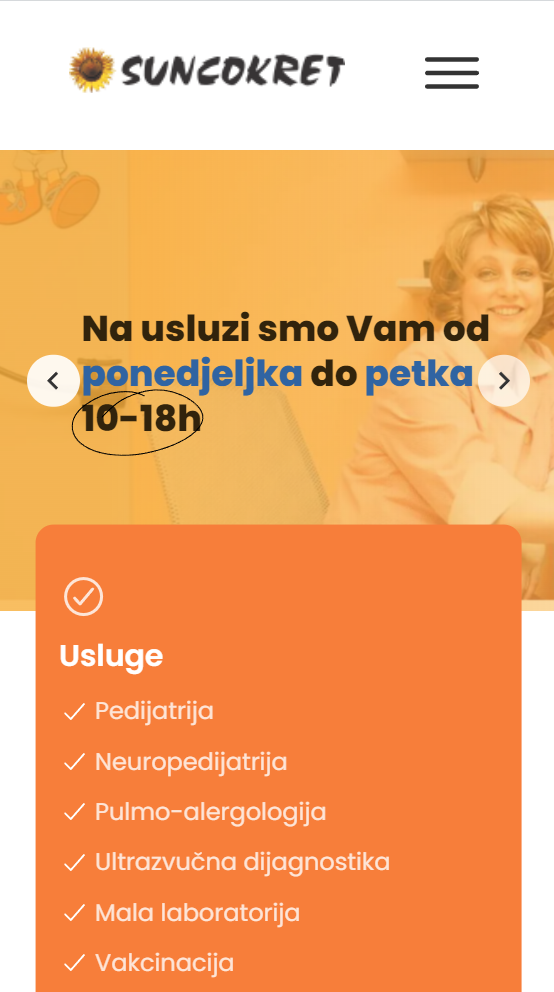 SUNCOKRET
Na usluzi smo Vam od
ponedjeljka do petka
10-18h
Usluge
Pedijatrija
Neuropedijatrija
Pulmo-alergologija
Ultrazvučna dijagnostika
Mala laboratorija
Vakcinacija